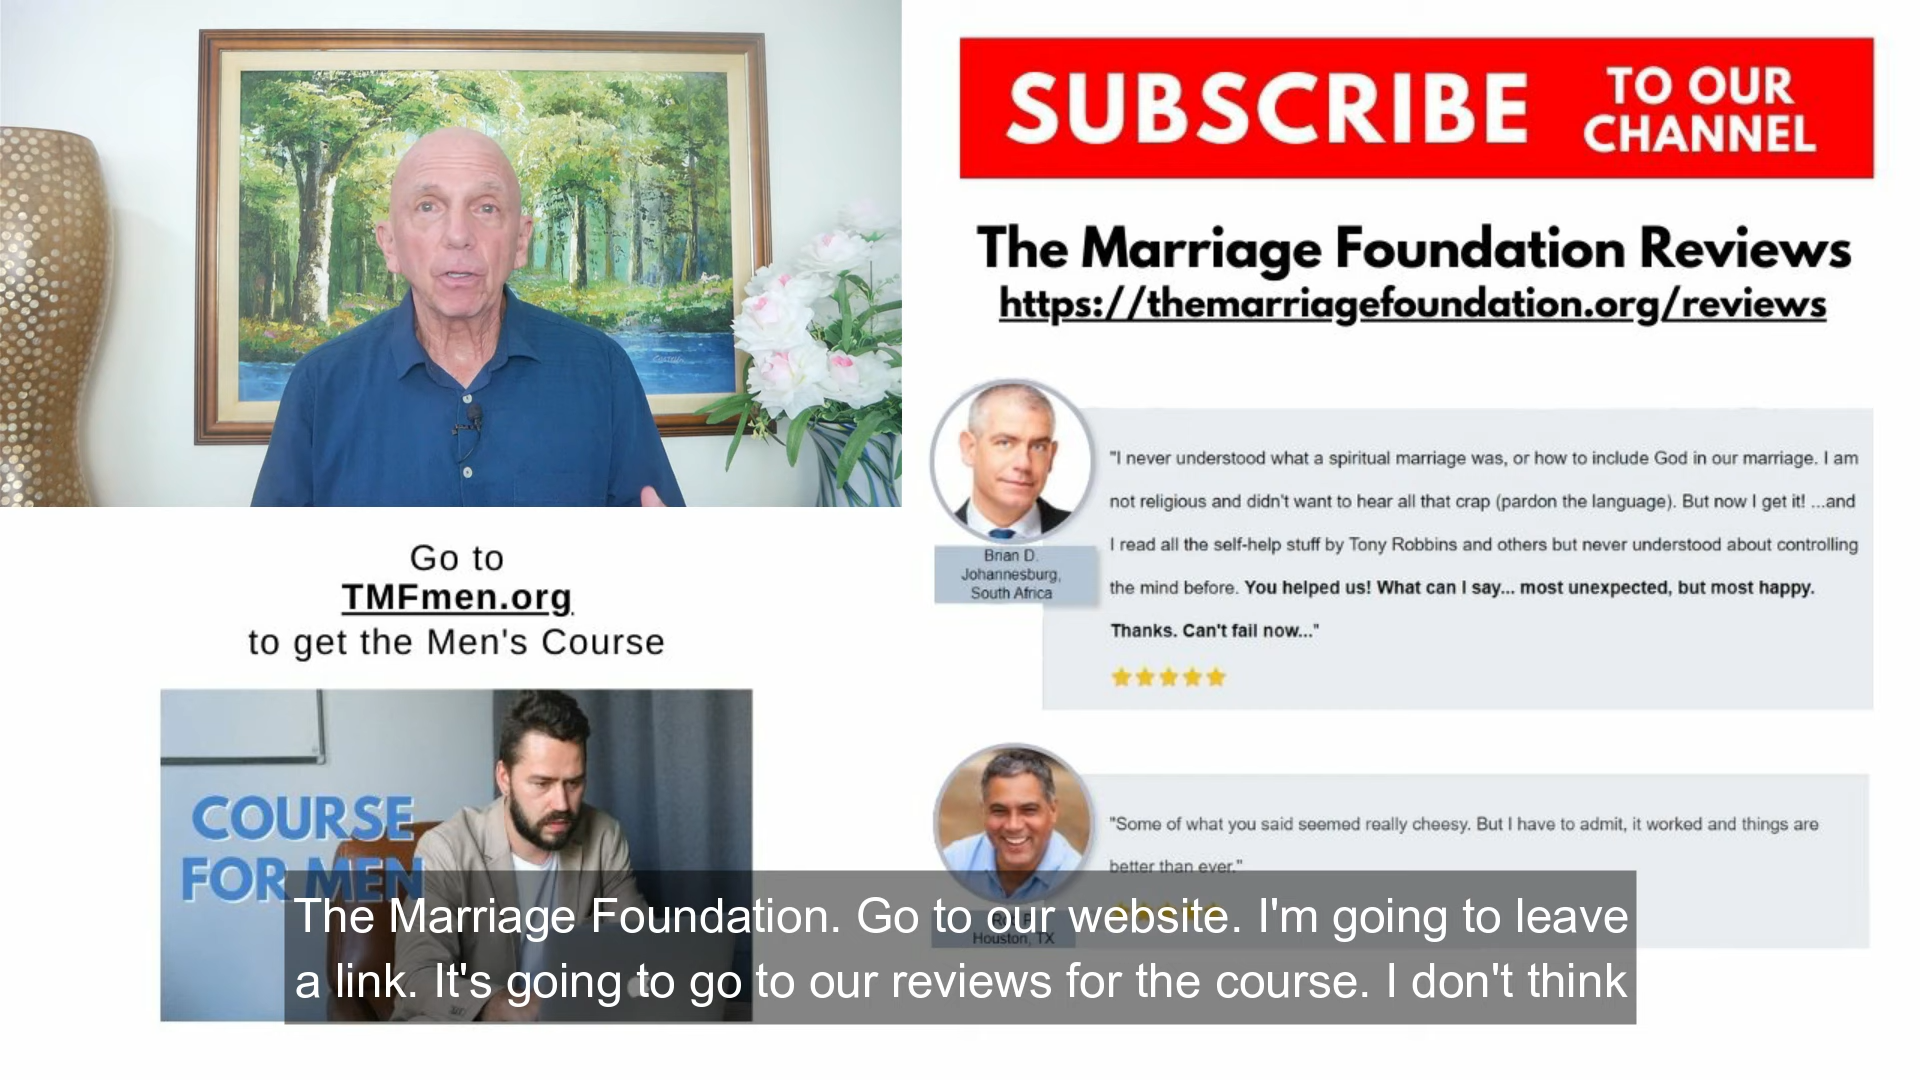 SUBSCRIBE TO OUR CHANNEL
The Marriage Foundation Reviews
https://themarriagefoundation.org/reviews
"I never understood what a spiritual marriage was, or how to include God in our marriage. I am
not religious and didn't want to hear all that crap (pardon the language). But now I get it! ...and
I read all the self-help stuff by Tony Robbins and others but never understood about controlling
the mind before. You helped us! What can I say... most unexpected, but most happy.
Thanks. Can't fail now..."
Brian D.
Johannesburg,
South Africa
Go to
TMFmen.org
to get the Men's Course
COURSE
FOR MEN
"Some of what you said seemed really cheesy. But I have to admit, it worked and things are
better than ever."
Houston, TX
The Marriage Foundation. Go to our website. I'm going to leave
a link. It's going to go to our reviews for the course. I don't think